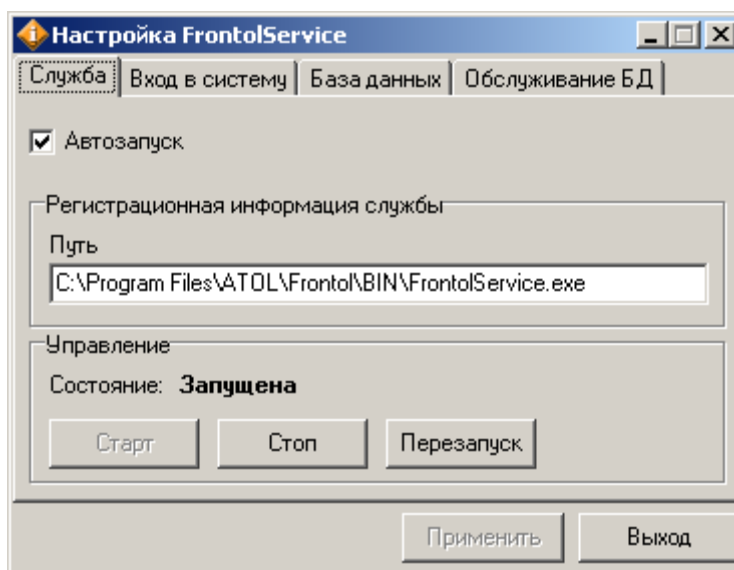 Настройка FrontolService
Служба Вход в систему База данных Обслуживание БД
Автозапуск
Регистрационная информация службы
Путь
C:\Program Files\ATOL\Frontol\BIN\FrontolService.exe
Управление
Состояние: Запущена
Старт Стоп Перезапуск
Применить Выход